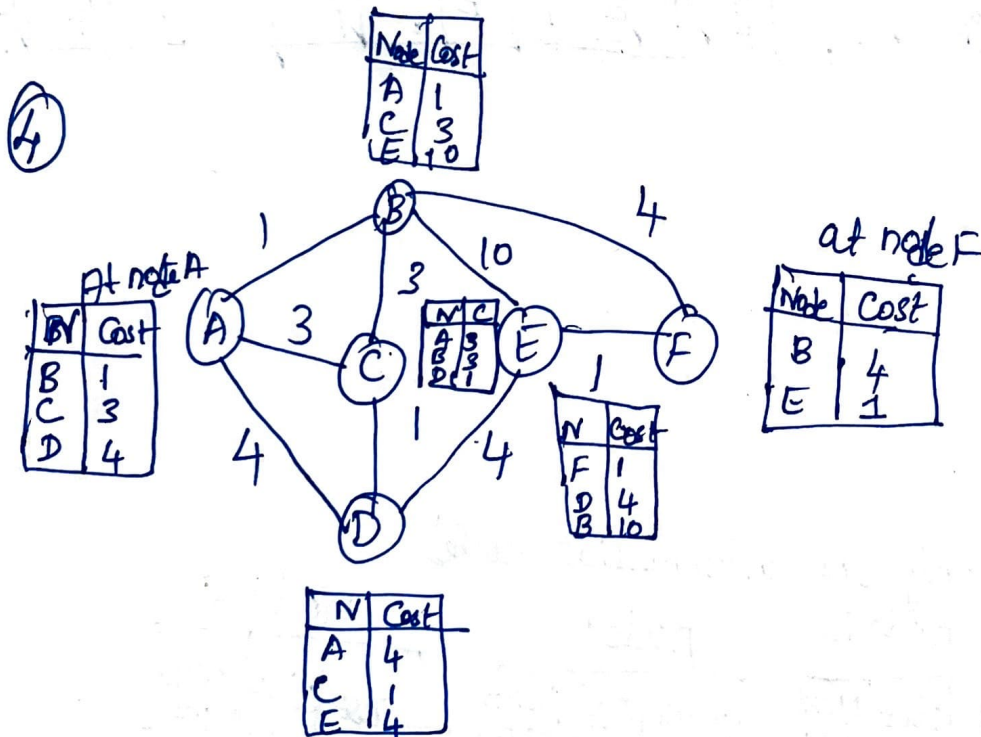 Node Cost
A 1
C 3
E 10
4
B
1
10
4
3
At node A
N Cost
B 1
C 3
D 4
A
3
C
N C
A 3
B 3
D 1
E
1
F
at node F
Node Cost
B 4
E 1
4
1
4
N Cost
F 1
D 4
B 10
D
N Cost
A 4
C 1
E 4